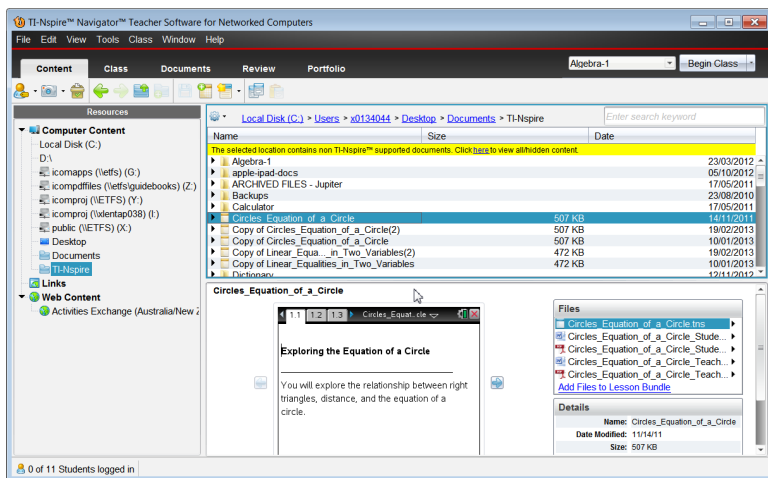 TI-Nspire™ Navigator™ Teacher Software for Networked Computers
File Edit View Tools Class Window Help
Content Class Documents Review Portfolio Algebra-1 Begin Class
Resources
Computer Content
Local Disk (C:)
D:\
icomapps (\\etfs) (G:)
icompdffiles (\\etfs\guidebooks) (Z:)
icomproj (\\ETFS) (Y:)
icomproj (\\xlentap038) (I:)
public (\\ETFS) (X:)
Desktop
Documents
TI-Nspire
Links
Web Content
Activities Exchange (Australia/New Z
Local Disk (C:) > Users > x0134044 > Desktop > Documents > TI-Nspire Enter search keyword
Name Size Date
The selected location contains non TI-Nspire™ supported documents. Click here to view all/hidden content.
Algebra-1 23/03/2012
apple-ipad-docs 05/10/2012
ARCHIVED FILES - Jupiter 17/05/2011
Backups 23/08/2010
Calculator 17/05/2011
Circles_Equation_of_a_Circle 507 KB 14/11/2011
Copy of Circles_Equation_of_a_Circle(2) 507 KB 19/02/2013
Copy of Circles_Equation_of_a_Circle 507 KB 10/01/2013
Copy of Linear_Equa..._in_Two_Variables(2) 472 KB 19/02/2013
Copy of Linear_Equalities_in_Two_Variables 472 KB 10/01/2013
Dictionary 12/11/2012
Circles_Equation_of_a_Circle
1.1 1.2 1.3 Circles_Equat..cle
Exploring the Equation of a Circle
You will explore the relationship between right
triangles, distance, and the equation of a
circle.
Files
Circles_Equation_of_a_Circle.tns
Circles_Equation_of_a_Circle_Stude...
Circles_Equation_of_a_Circle_Stude...
Circles_Equation_of_a_Circle_Teach...
Circles_Equation_of_a_Circle_Teach...
Add Files to Lesson Bundle
Details
Name: Circles_Equation_of_a_Circle
Date Modified: 11/14/11
Size: 507 KB
0 of 11 Students logged in